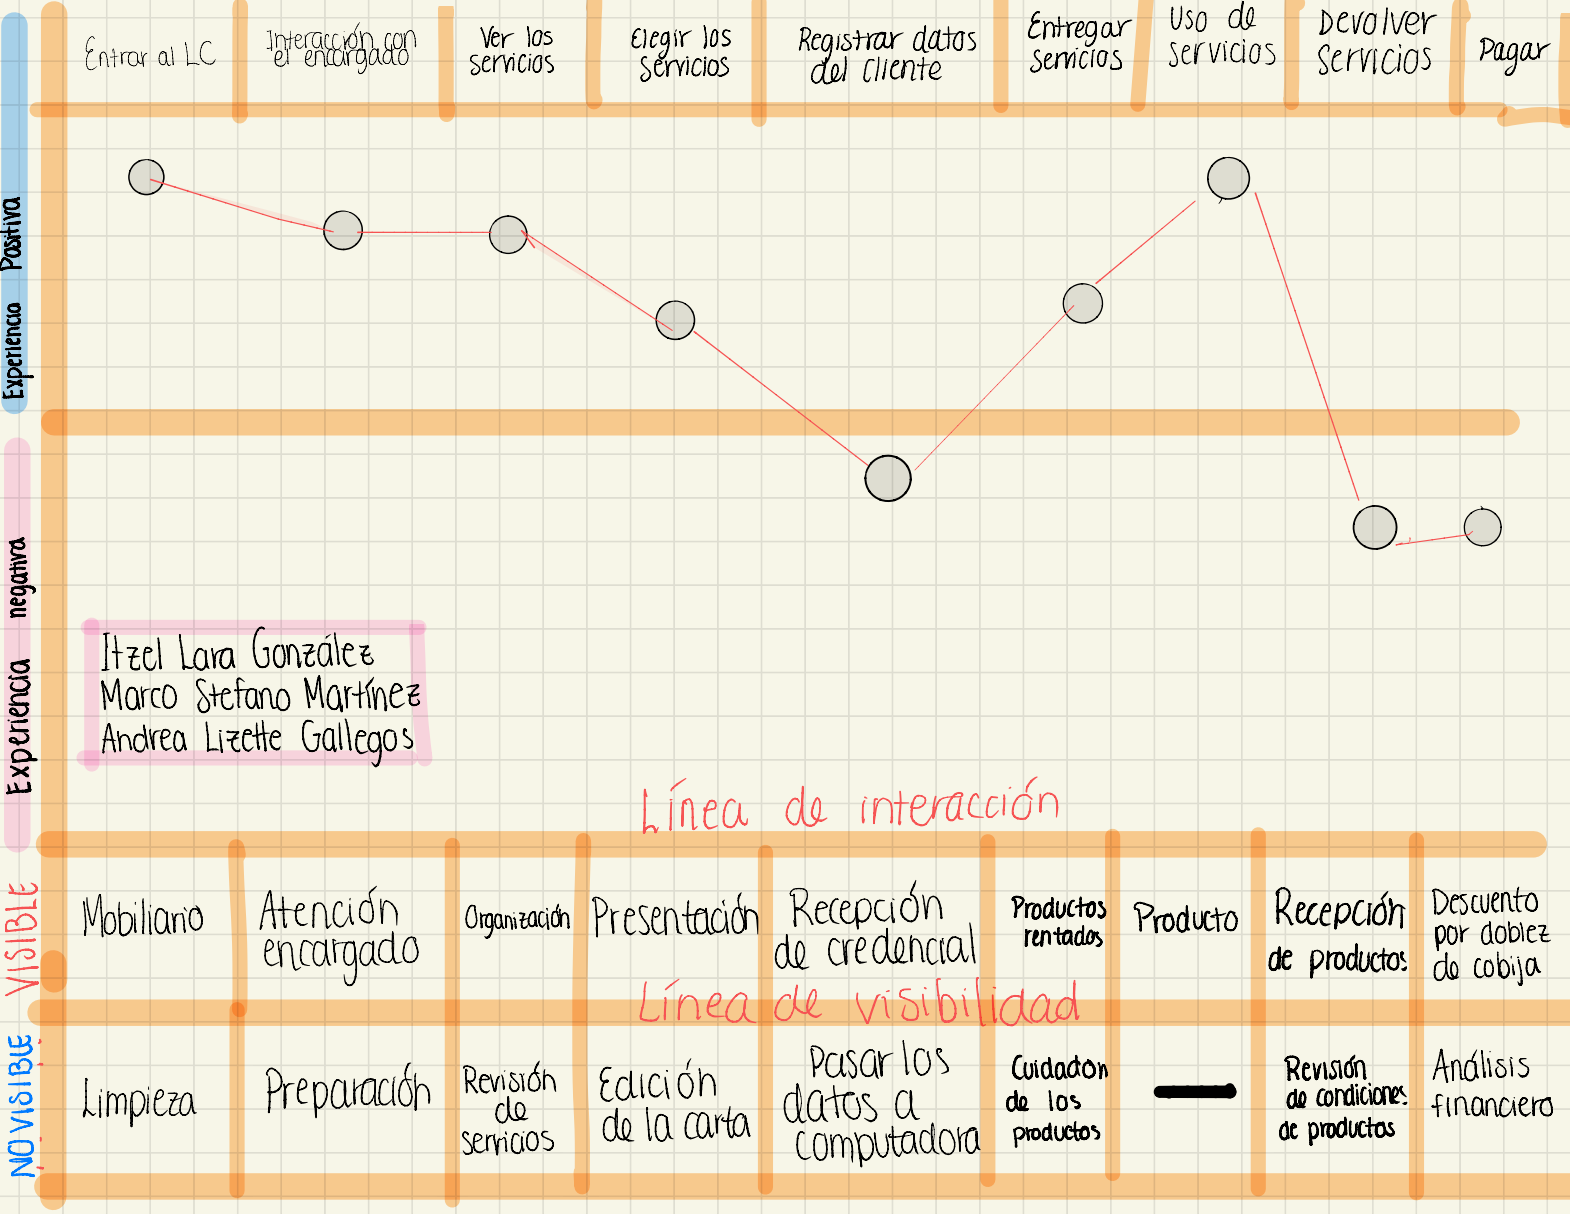 Entrar al LC
Interacción con
el encargado
Ver los
servicios
Elegir los
Servicios
Registrar datos
del cliente
Entregar
servicios
Uso de
servicios
Devolver
Servicios
Pagar
Experiencia Positiva
Experiencia negativa
Itzel Lara González
Marco Stefano Martínez
Andrea Lizette Gallegos
Línea de interacción
VISIBLE
Mobiliario
Atención
encargado
Organización
Presentación
Recepción
de credencial
Productos
rentados
Producto
Recepción
de productos
Descuento
por doblez
de cobija
Línea de visibilidad
NO VISIBLE
Limpieza
Preparación
Revisión
de
servicios
Edición
de la carta
Pasar los
datos a
computadora
Cuidadon
de los
productos
Revisión
de condiciones
de productos
Análisis
financiero